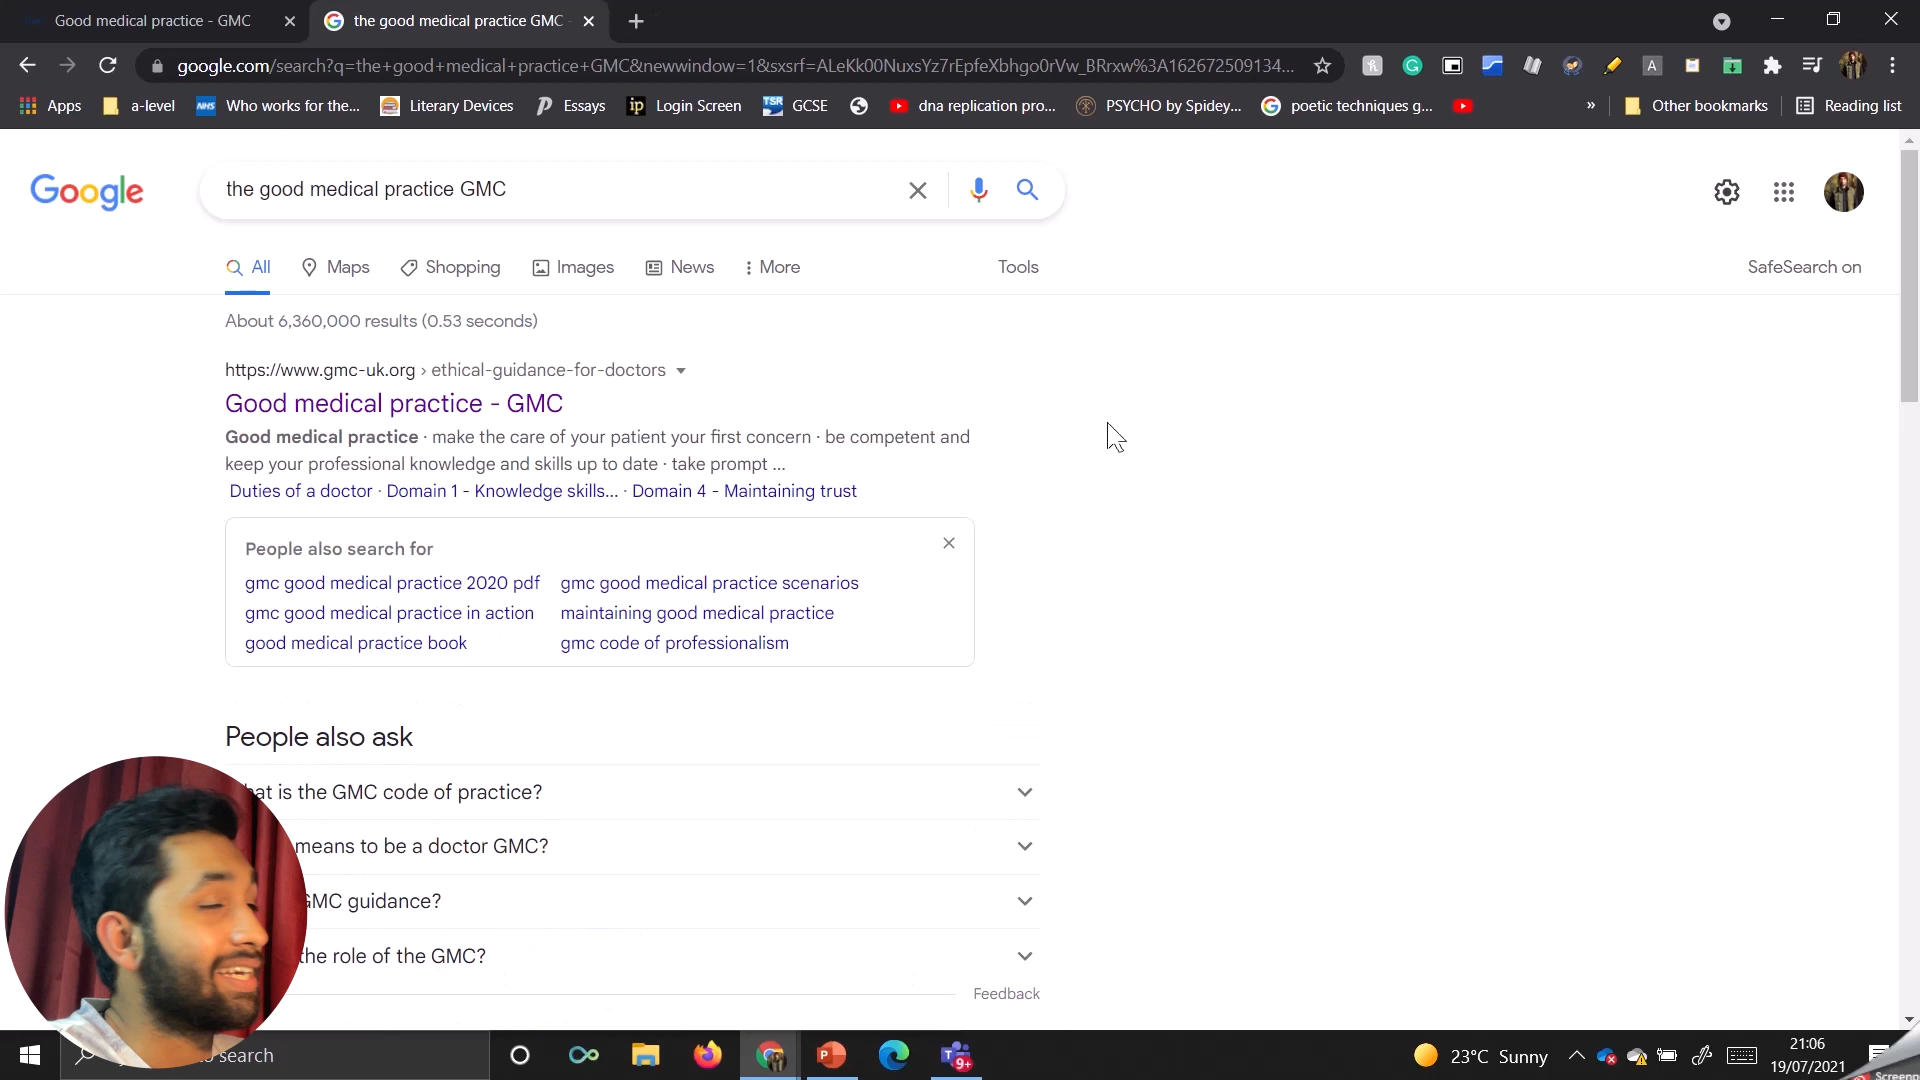 Good medical practice - GMC
the good medical practice GMC -
google.com/search?q=the+good+medical+practice+GMC&newwindow=1&sxsrf=ALeKk00NuxsYz7rEpfeXbhgo0rVw_BRrxw%3A162672509134...
Apps
a-level
NHS
Who works for the...
Literary Devices
Essays
ip
Login Screen
TSR
GCSE
dna replication pro...
PSYCHO by Spidey...
poetic techniques g...
»
Other bookmarks
Reading list
Google
the good medical practice GMC
All
Maps
Shopping
Images
News
More
Tools
SafeSearch on
About 6,360,000 results (0.53 seconds)
https://www.gmc-uk.org › ethical-guidance-for-doctors
Good medical practice - GMC
Good medical practice · make the care of your patient your first concern · be competent and
keep your professional knowledge and skills up to date · take prompt ...
Duties of a doctor · Domain 1 - Knowledge skills... · Domain 4 - Maintaining trust
People also search for
gmc good medical practice 2020 pdf
gmc good medical practice scenarios
gmc good medical practice in action
maintaining good medical practice
good medical practice book
gmc code of professionalism
People also ask
is the GMC code of practice?
means to be a doctor GMC?
GMC guidance?
the role of the GMC?
Feedback
search
9+
23°C Sunny
21:06
19/07/2021